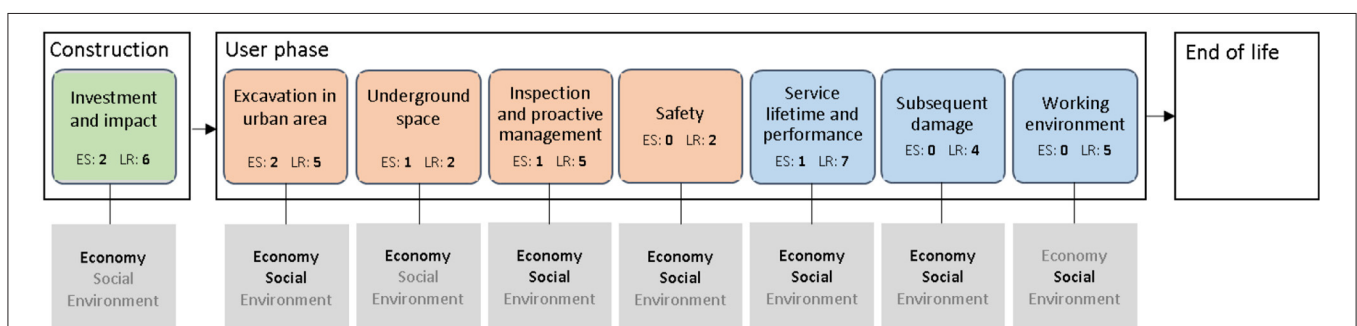 Construction
Investment
and impact
ES: 2 LR: 6
Economy
Social
Environment
User phase
Excavation in
urban area
ES: 2 LR: 5
Economy
Social
Environment
Underground
space
ES: 1 LR: 2
Economy
Social
Environment
Inspection
and proactive
management
ES: 1 LR: 5
Economy
Social
Environment
Safety
ES: 0 LR: 2
Economy
Social
Environment
Service
lifetime and
performance
ES: 1 LR: 7
Economy
Social
Environment
Subsequent
damage
ES: 0 LR: 4
Economy
Social
Environment
Working
environment
ES: 0 LR: 5
Economy
Social
Environment
End of life